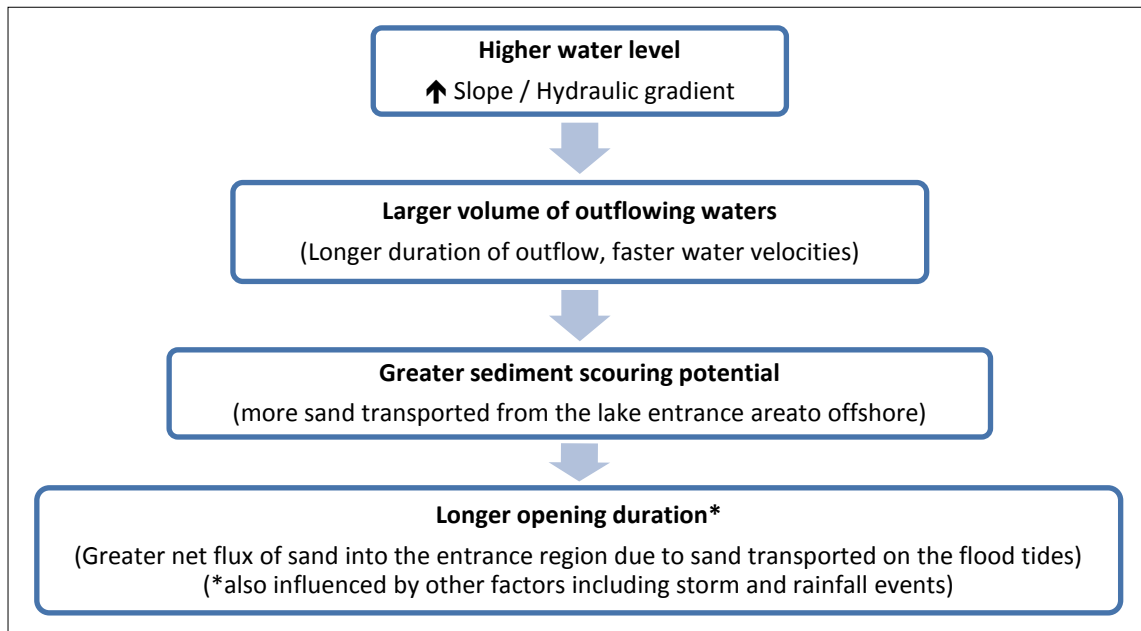 Higher water level
🡩 Slope / Hydraulic gradient
Larger volume of outflowing waters
(Longer duration of outflow, faster water velocities)
Greater sediment scouring potential
(more sand transported from the lake entrance areato offshore)
Longer opening duration*
(Greater net flux of sand into the entrance region due to sand transported on the flood tides)
(*also influenced by other factors including storm and rainfall events)